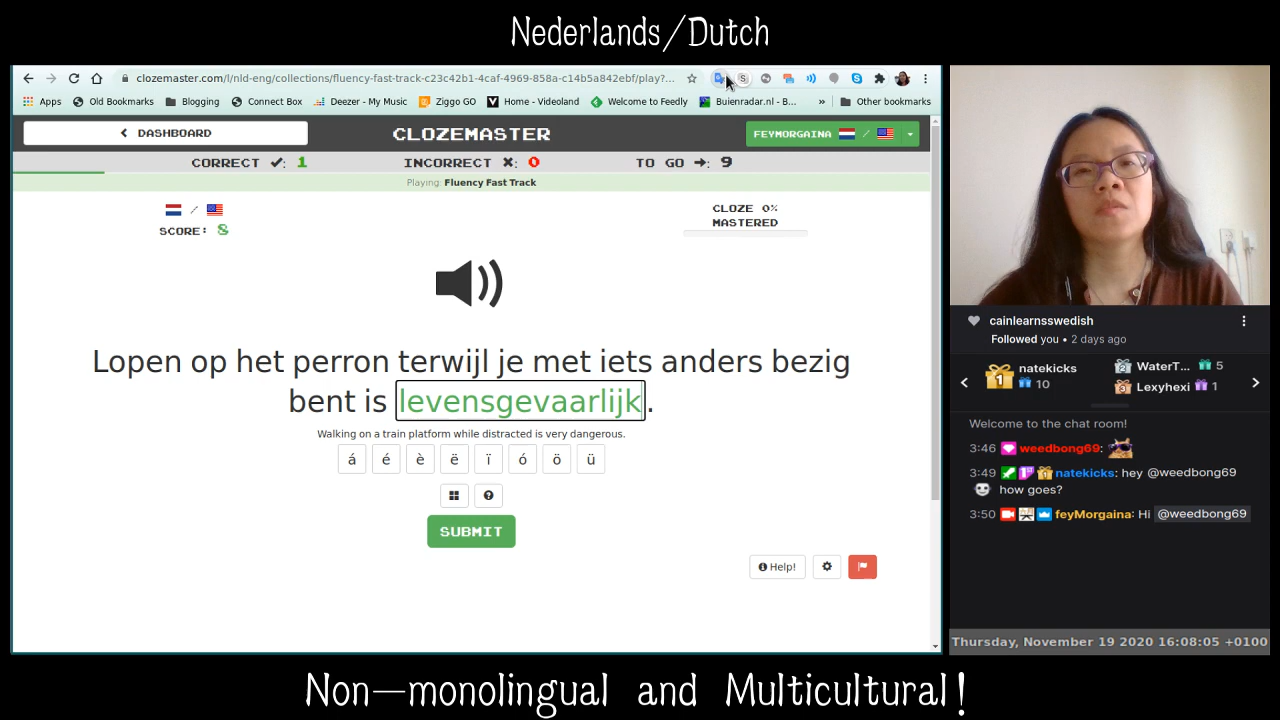 Nederlands/Dutch
clozemaster.com/l/nld-eng/collections/fluency-fast-track-c23c42b1-4caf-4969-858a-c14b5a842ebf/play?...
Apps Old Bookmarks Blogging Connect Box Deezer - My Music Ziggo GO Home - Videoland Welcome to Feedly Buienradar.nl - B... » Other bookmarks
DASHBOARD CLOZEMASTER FEYMORGAINA /
CORRECT ✔: 1 INCORRECT ✖: 0 TO GO ➔: 9
Playing: Fluency Fast Track
/
SCORE: 8
CLOZE 0%
MASTERED
Lopen op het perron terwijl je met iets anders bezig
bent is levensgevaarlijk.
Walking on a train platform while distracted is very dangerous.
á é è ë ï ó ö ü
SUBMIT
Help!
cainlearnsswedish
Followed you • 2 days ago
1 natekicks 10
2 WaterT... 5
3 Lexyhexi 1
Welcome to the chat room!
3:46 weedbong69:
3:49 natekicks: hey @weedbong69
how goes?
3:50 feyMorgaina: Hi @weedbong69
Thursday, November 19 2020 16:08:05 +0100
Non-monolingual and Multicultural!